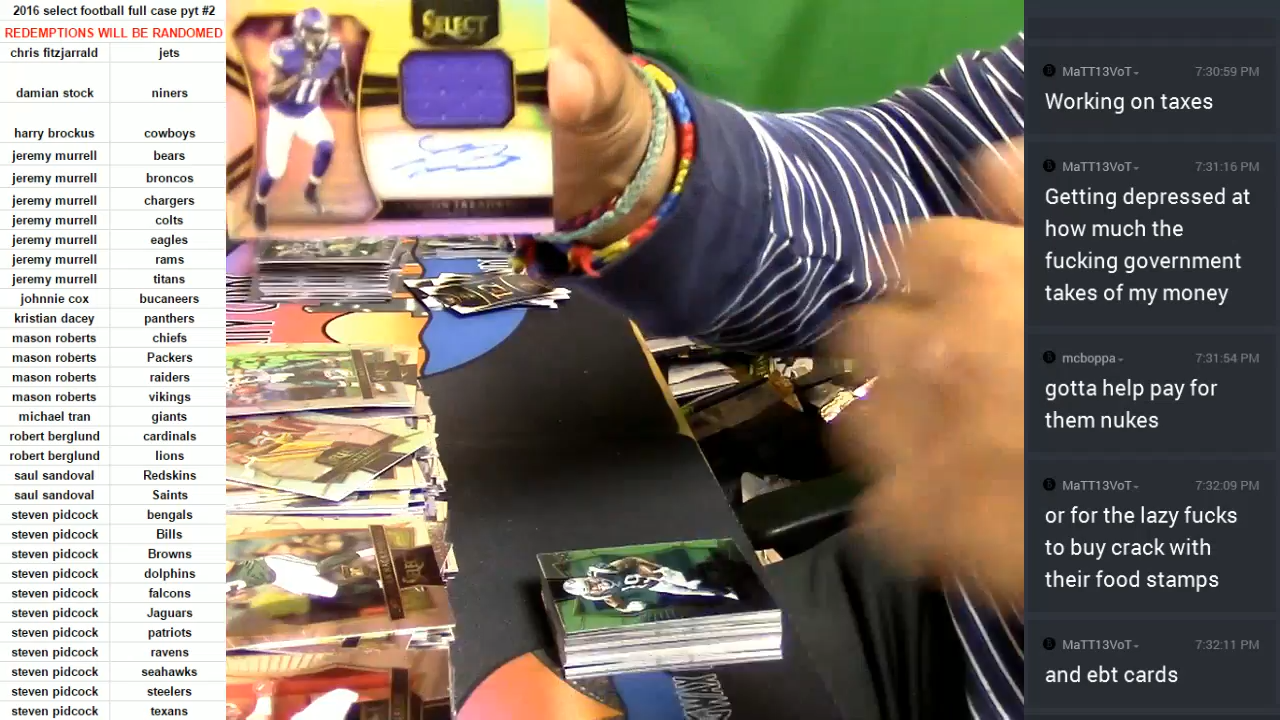 2016 select football full case pyt #2
REDEMPTIONS WILL BE RANDOMED
chris fitzjarrald jets
damian stock niners
harry brockus cowboys
jeremy murrell bears
jeremy murrell broncos
jeremy murrell chargers
jeremy murrell colts
jeremy murrell eagles
jeremy murrell rams
jeremy murrell titans
johnnie cox bucaneers
kristian dacey panthers
mason roberts chiefs
mason roberts Packers
mason roberts raiders
mason roberts vikings
michael tran giants
robert berglund cardinals
robert berglund lions
saul sandoval Redskins
saul sandoval Saints
steven pidcock bengals
steven pidcock Bills
steven pidcock Browns
steven pidcock dolphins
steven pidcock falcons
steven pidcock Jaguars
steven pidcock patriots
steven pidcock ravens
steven pidcock seahawks
steven pidcock steelers
steven pidcock texans
SELECT
11
MaTT13VoT 7:30:59 PM
Working on taxes
MaTT13VoT 7:31:16 PM
Getting depressed at
how much the
fucking government
takes of my money
mcboppa 7:31:54 PM
gotta help pay for
them nukes
MaTT13VoT 7:32:09 PM
or for the lazy fucks
to buy crack with
their food stamps
MaTT13VoT 7:32:11 PM
and ebt cards